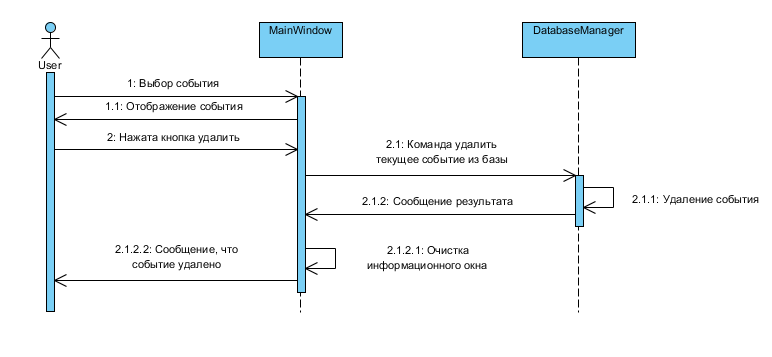 MainWindow
DatabaseManager
User
1: Выбор события
1.1: Отображение события
2: Нажата кнопка удалить
2.1: Команда удалить
текущее событие из базы
2.1.1: Удаление события
2.1.2: Сообщение результата
2.1.2.2: Сообщение, что
событие удалено
2.1.2.1: Очистка
информационного окна